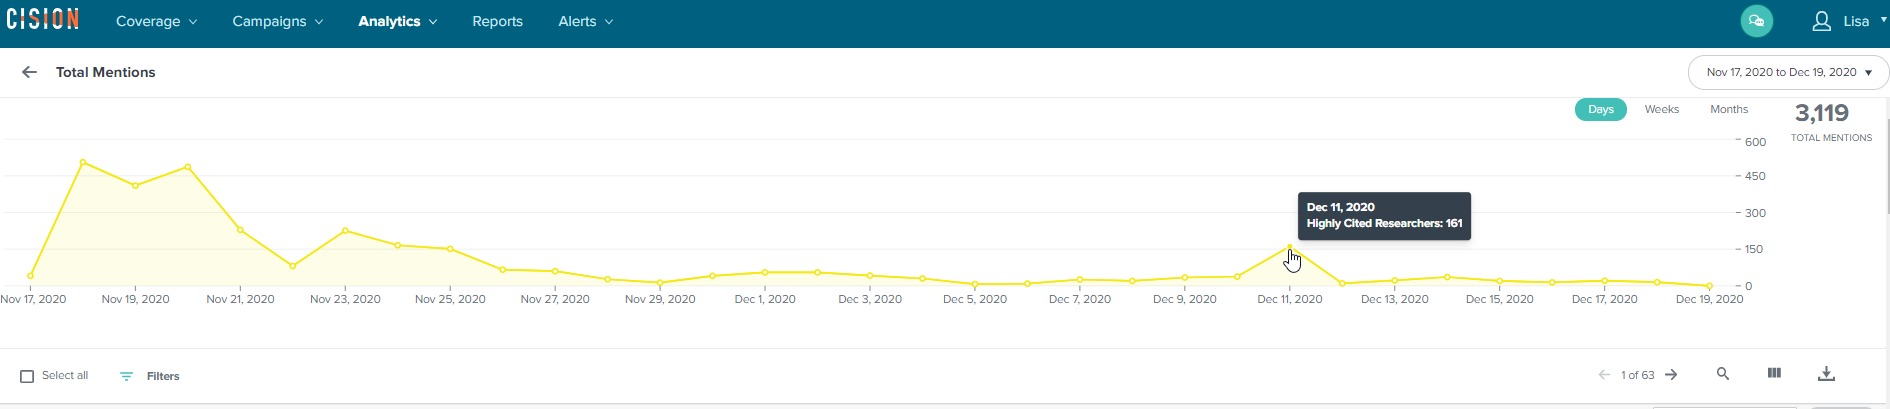 CISION Coverage Campaigns Analytics Reports Alerts Lisa
Total Mentions Nov 17, 2020 to Dec 19, 2020
Days Weeks Months 3,119
TOTAL MENTIONS
600
450
300
150
0
Dec 11, 2020
Highly Cited Researchers: 161
Nov 17, 2020 Nov 19, 2020 Nov 21, 2020 Nov 23, 2020 Nov 25, 2020 Nov 27, 2020 Nov 29, 2020 Dec 1, 2020 Dec 3, 2020 Dec 5, 2020 Dec 7, 2020 Dec 9, 2020 Dec 11, 2020 Dec 13, 2020 Dec 15, 2020 Dec 17, 2020 Dec 19, 2020
Select all Filters 1 of 63